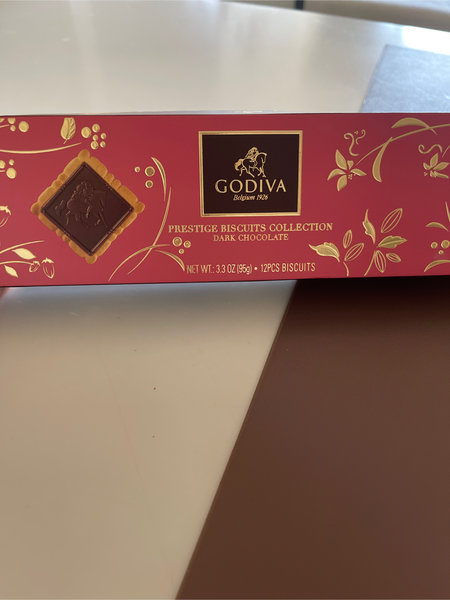 GODIVA
Belgium 1926
PRESTIGE BISCUITS COLLECTION
DARK CHOCOLATE
NET WT.: 3.3 OZ (95g) • 12PCS BISCUITS